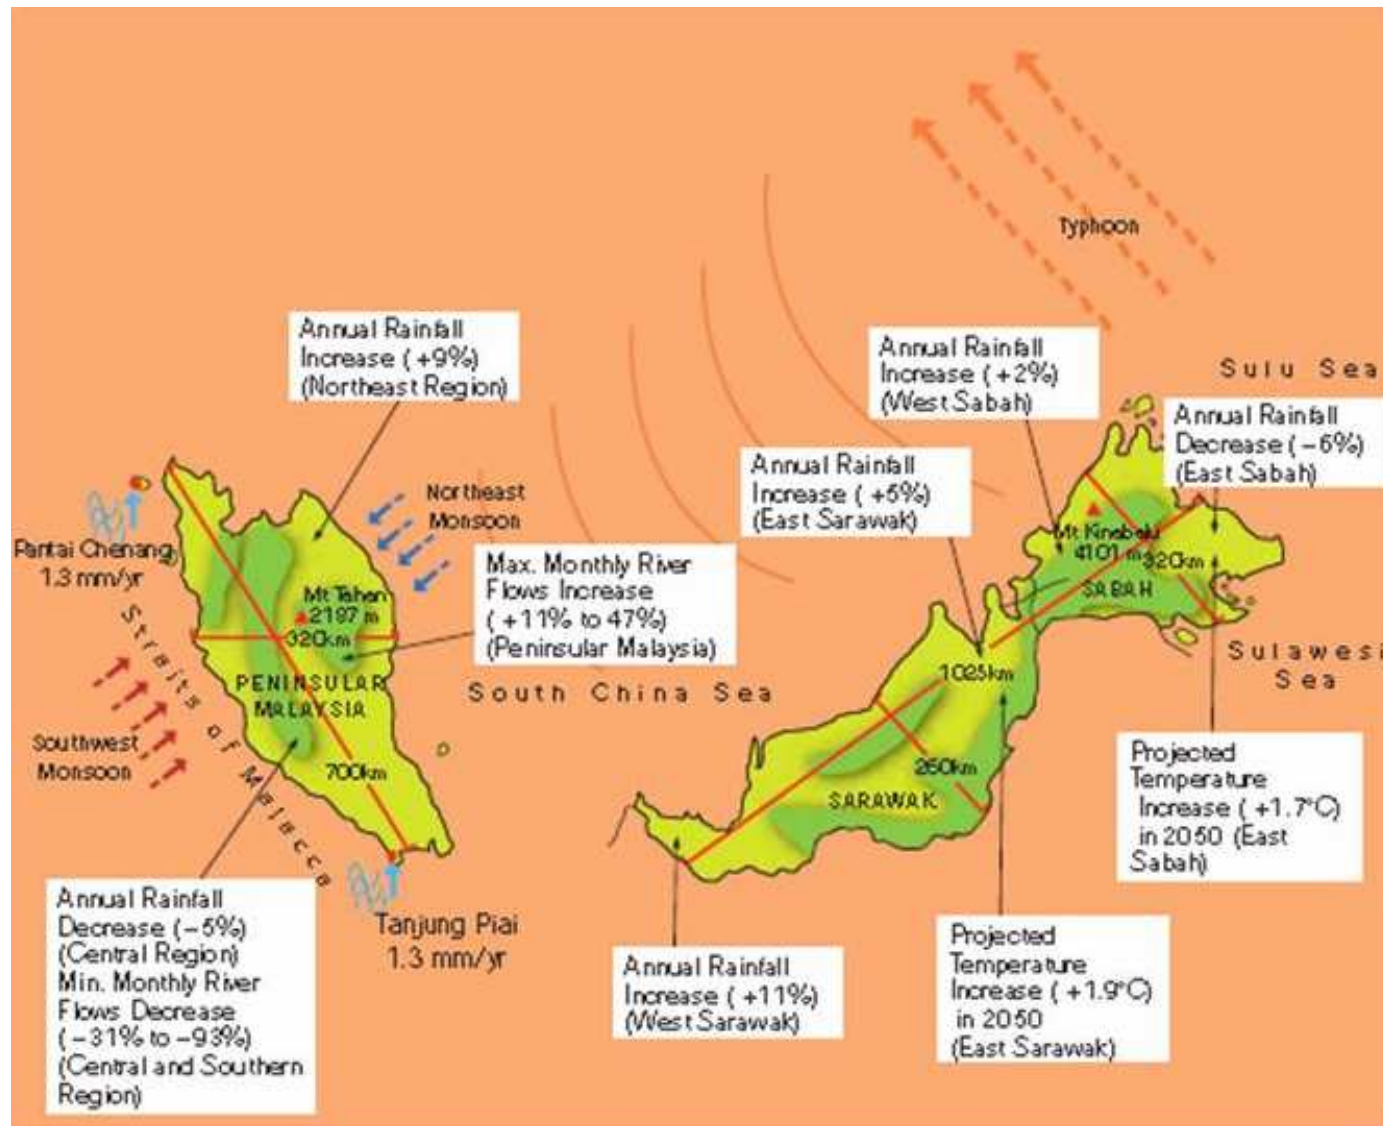 Typhoon
Annual Rainfall
Increase ( +9%)
(Northeast Region)
Annual Rainfall
Increase ( +2%)
(West Sabah)
Sulu Sea
Annual Rainfall
Decrease ( -6%)
(East Sabah)
Annual Rainfall
Increase ( +5%)
(East Sarawak)
Northeast
Monsoon
Pantai Chenang
1.3 mm/yr
Max. Monthly River
Flows Increase
( +11% to 47%)
(Peninsular Malaysia)
Mt Kinabalu
4101 m
320km
SABAH
Mt Tahan
2187 m
320km
PENINSULAR
MALAYSIA
Straits of Malacca
South China Sea
Sulawesi
Sea
1025km
Southwest
Monsoon
700km
260km
SARAWAK
Projected
Temperature
Increase ( +1.7°C)
in 2050 (East
Sabah)
Annual Rainfall
Decrease ( -5%)
(Central Region)
Min. Monthly River
Flows Decrease
( -31% to -93%)
(Central and Southern
Region)
Tanjung Piai
1.3 mm/yr
Annual Rainfall
Increase ( +11%)
(West Sarawak)
Projected
Temperature
Increase ( +1.9°C)
in 2050
(East Sarawak)